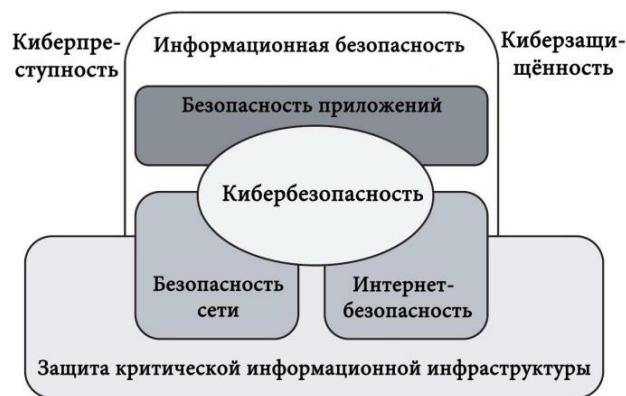 Киберпре-
ступность
Информационная безопасность
Киберзащи-
щённость
Безопасность приложений
Кибербезопасность
Безопасность
сети
Интернет-
безопасность
Защита критической информационной инфраструктуры